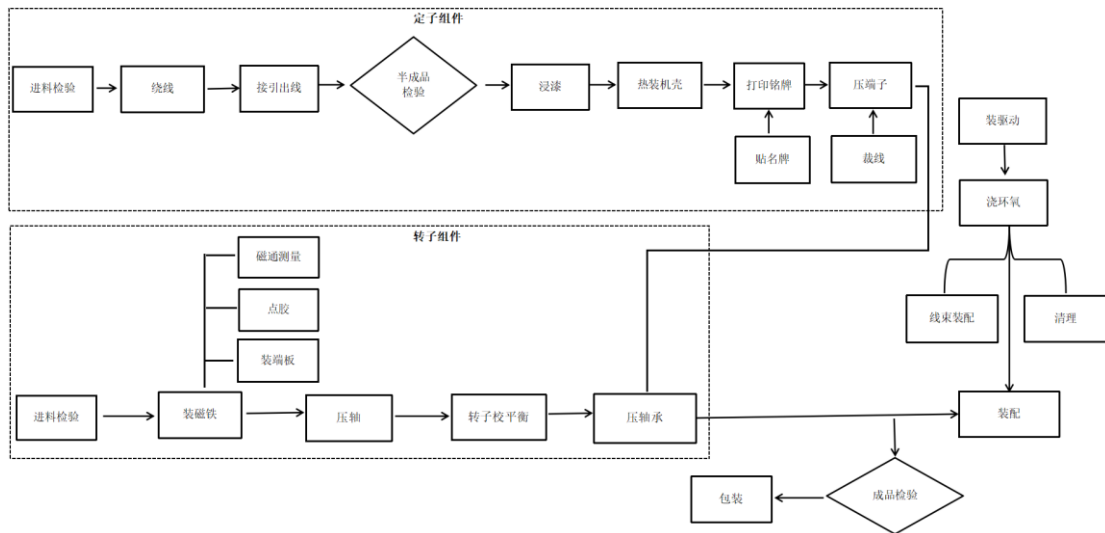 定子组件
进料检验
绕线
接引出线
半成品
检验
浸漆
热装机壳
打印铭牌
压端子
贴名牌
裁线
装驱动
浇环氧
线束装配
清理
转子组件
磁通测量
点胶
装端板
进料检验
装磁铁
压轴
转子校平衡
压轴承
装配
包装
成品检验